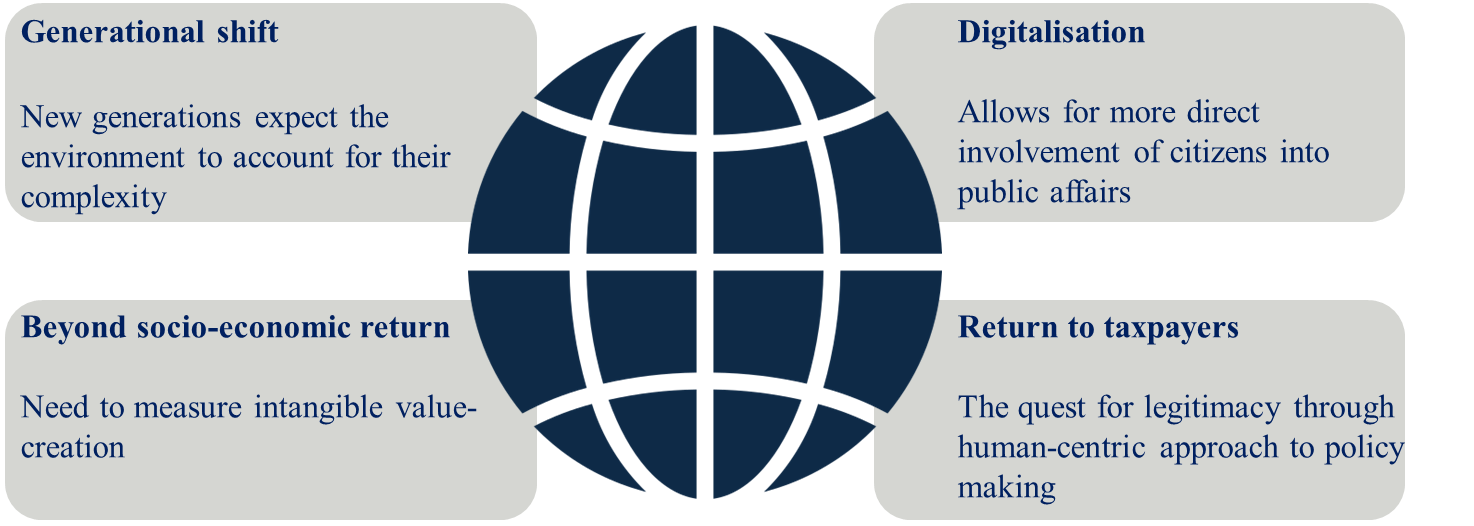 Generational shift
New generations expect the
environment to account for their
complexity
Digitalisation
Allows for more direct
involvement of citizens into
public affairs
Beyond socio-economic return
Need to measure intangible value-
creation
Return to taxpayers
The quest for legitimacy through
human-centric approach to policy
making